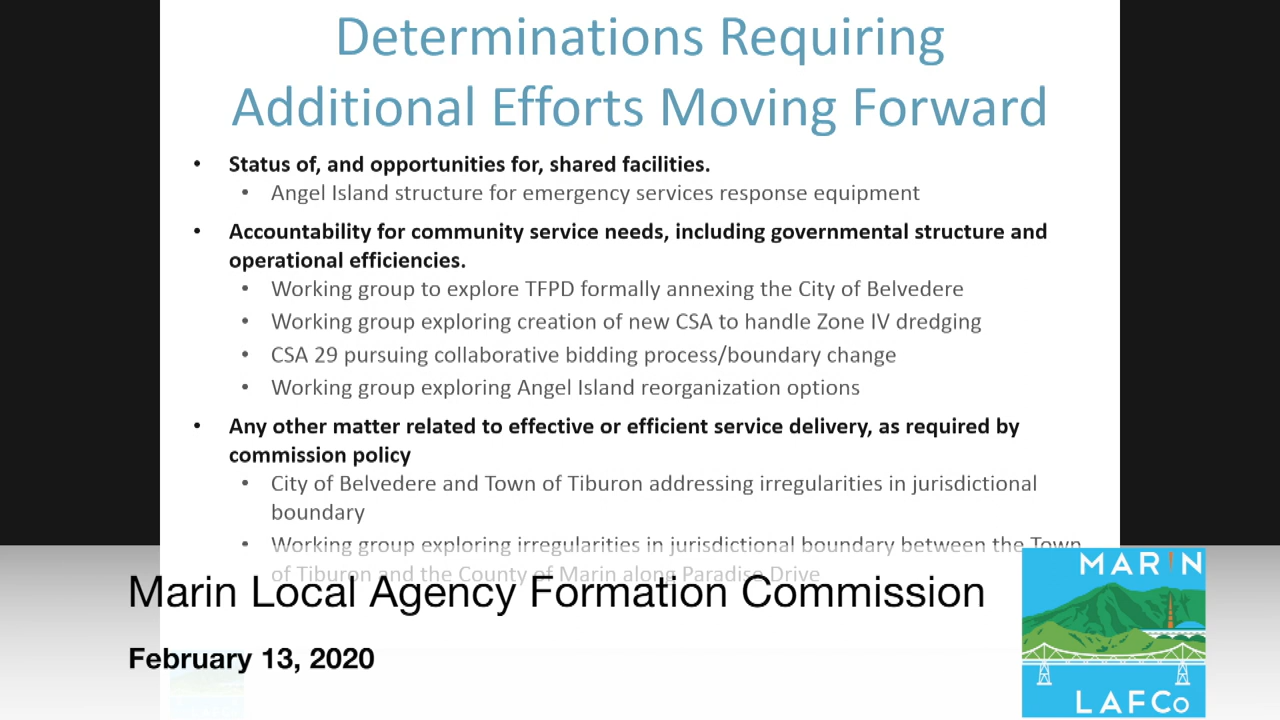 Determinations Requiring
Additional Efforts Moving Forward
• Status of, and opportunities for, shared facilities.
• Angel Island structure for emergency services response equipment
• Accountability for community service needs, including governmental structure and
operational efficiencies.
• Working group to explore TFPD formally annexing the City of Belvedere
• Working group exploring creation of new CSA to handle Zone IV dredging
• CSA 29 pursuing collaborative bidding process/boundary change
• Working group exploring Angel Island reorganization options
• Any other matter related to effective or efficient service delivery, as required by
commission policy
• City of Belvedere and Town of Tiburon addressing irregularities in jurisdictional
boundary
• Working group exploring irregularities in jurisdictional boundary between the Town
of Tiburon and the County of Marin along Paradise Drive
Marin Local Agency Formation Commission
February 13, 2020
MARIN
LAFCo